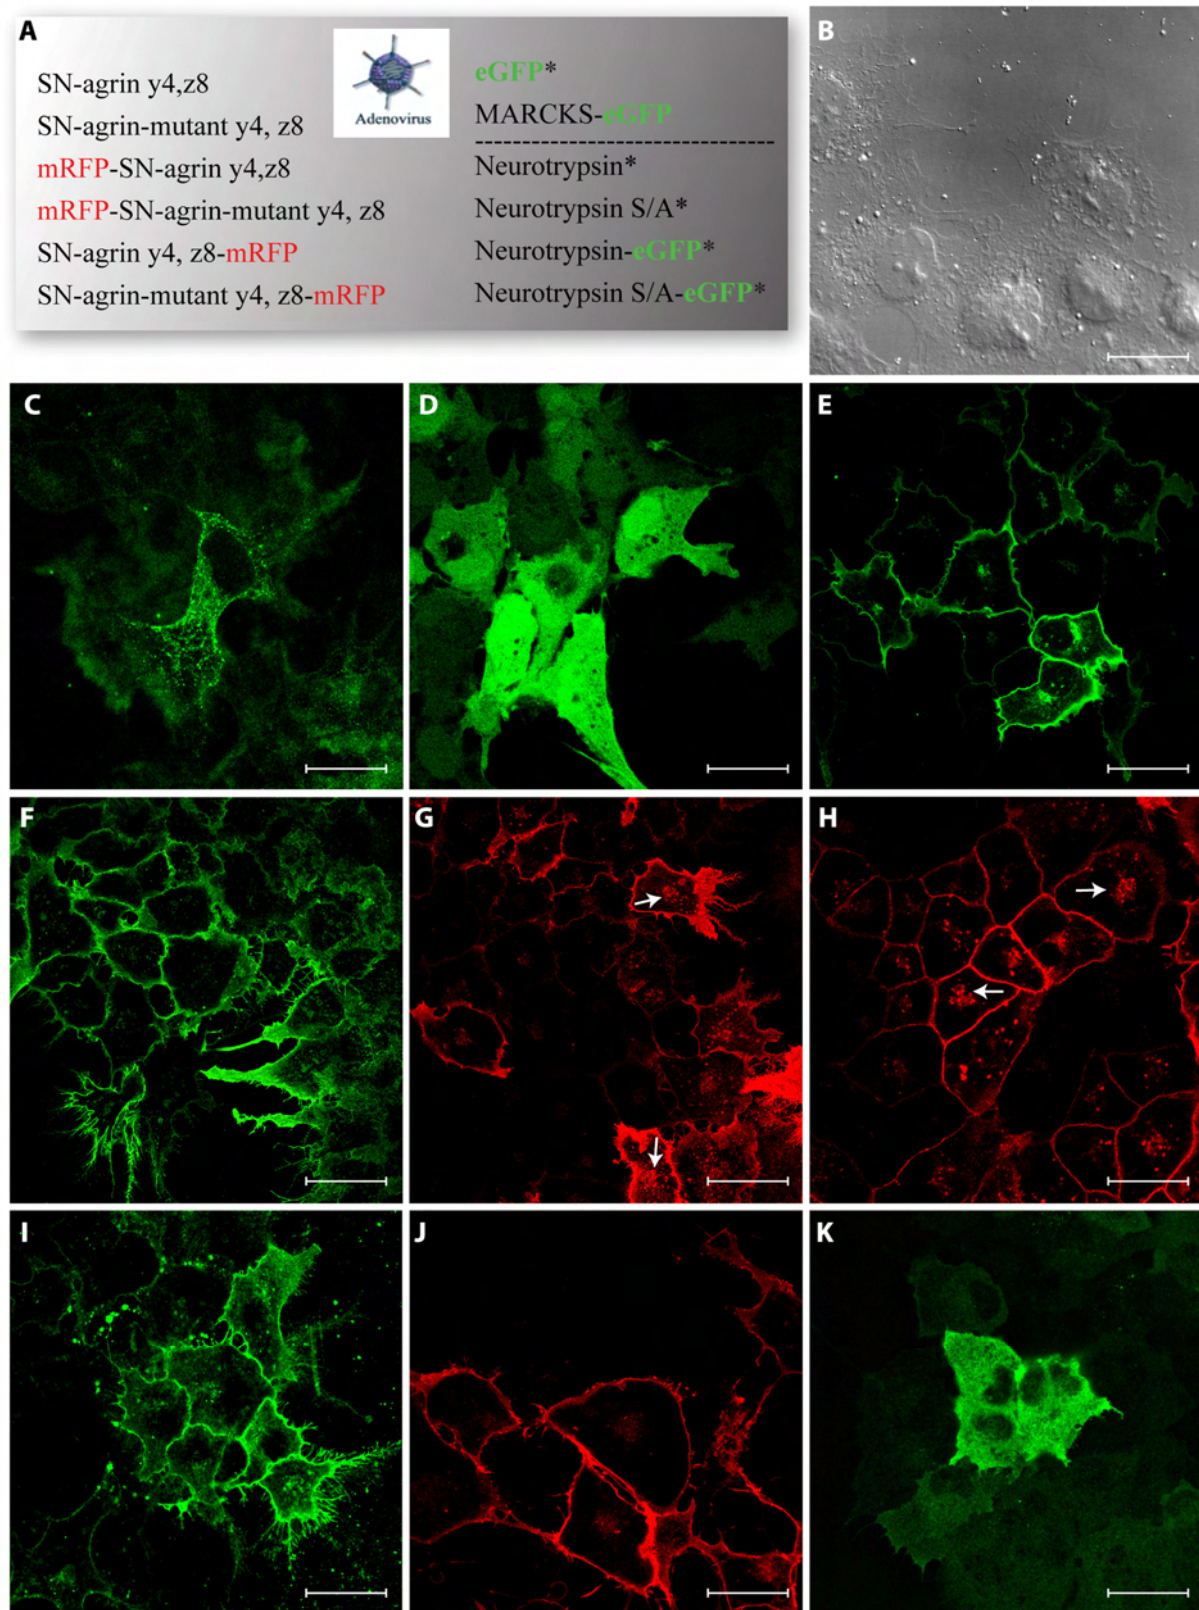 A
SN-agrin y4,z8
SN-agrin-mutant y4, z8
mRFP-SN-agrin y4,z8
mRFP-SN-agrin-mutant y4, z8
SN-agrin y4, z8-mRFP
SN-agrin-mutant y4, z8-mRFP
Adenovirus
eGFP*
MARCKS-eGFP
Neurotrypsin*
Neurotrypsin S/A*
Neurotrypsin-eGFP*
Neurotrypsin S/A-eGFP*
B
C
D
E
F
G
H
I
J
K